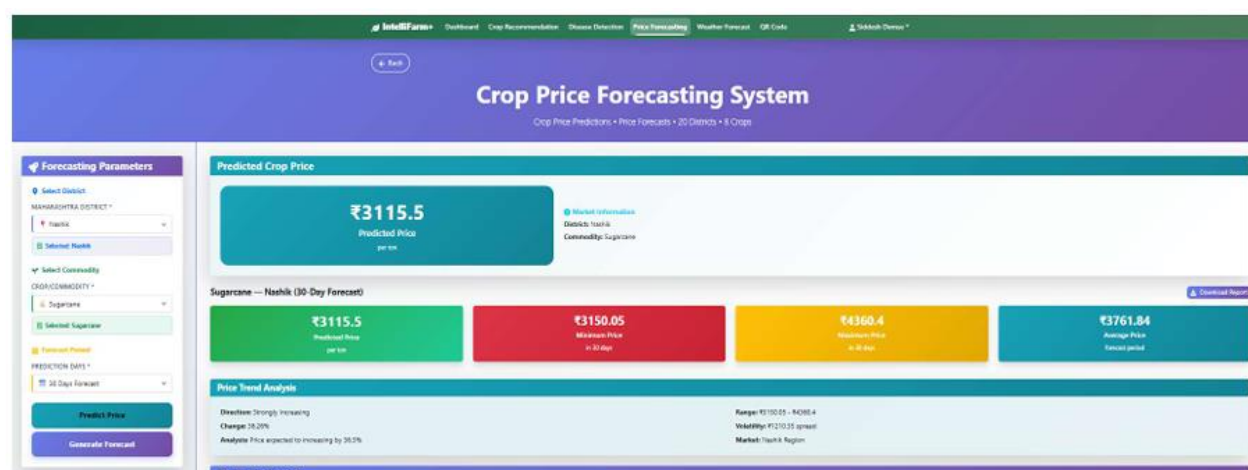 IntelliFarm+ Dashboard Crop Recommendation Disease Detection Price Forecasting Weather Forecast QR Code
← Back
Crop Price Forecasting System
Crop Price Predictions • Price Forecasts • 20 Districts • 8 Crops
Forecasting Parameters
Select District
MAHARASHTRA DISTRICT *
Nashik
Selected: Nashik
Select Commodity
CROP/COMMODITY *
Sugarcane
Selected: Sugarcane
Forecast Period
PREDICTION DAYS *
30 Days Forecast
Predict Price
Generate Forecast
Predicted Crop Price
₹3115.5
Predicted Price
per ton
Market Information
District: Nashik
Commodity: Sugarcane
Sugarcane — Nashik (30-Day Forecast)
Download Report
₹3115.5
Predicted Price
per ton
₹3150.05
Minimum Price
in 30 days
₹4360.4
Maximum Price
in 30 days
₹3761.84
Average Price
forecast period
Price Trend Analysis
Direction: Strongly Increasing
Change:
Analysis: Price expected to increasing by
Range: ₹3150.05 - ₹4360.4
Volatility: ₹1210.35 spread
Market: Nashik Region